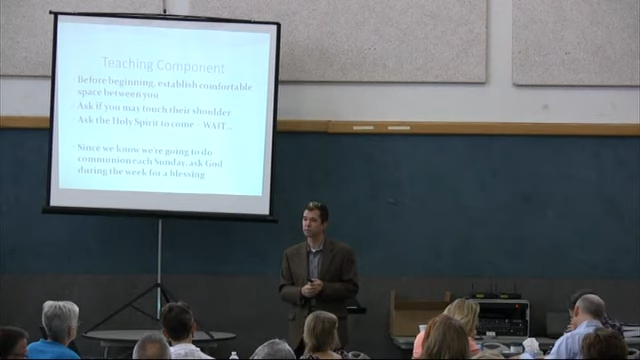 Teaching Component
Before beginning, establish comfortable
space between you
Ask if you may touch their shoulder
Ask the Holy Spirit to come – WAIT...
Since we know we're going to do
communion each Sunday, ask God
during the week for a blessing